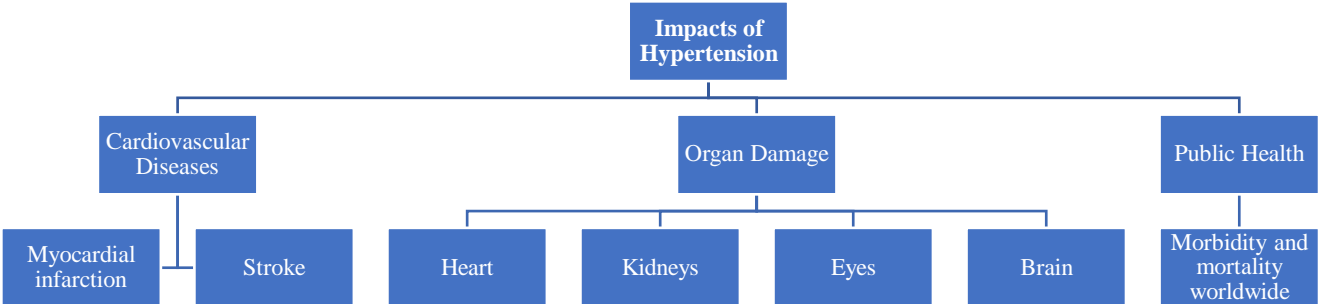 Impacts of
Hypertension
Cardiovascular
Diseases
Organ Damage
Public Health
Myocardial
infarction
Stroke
Heart
Kidneys
Eyes
Brain
Morbidity and
mortality
worldwide